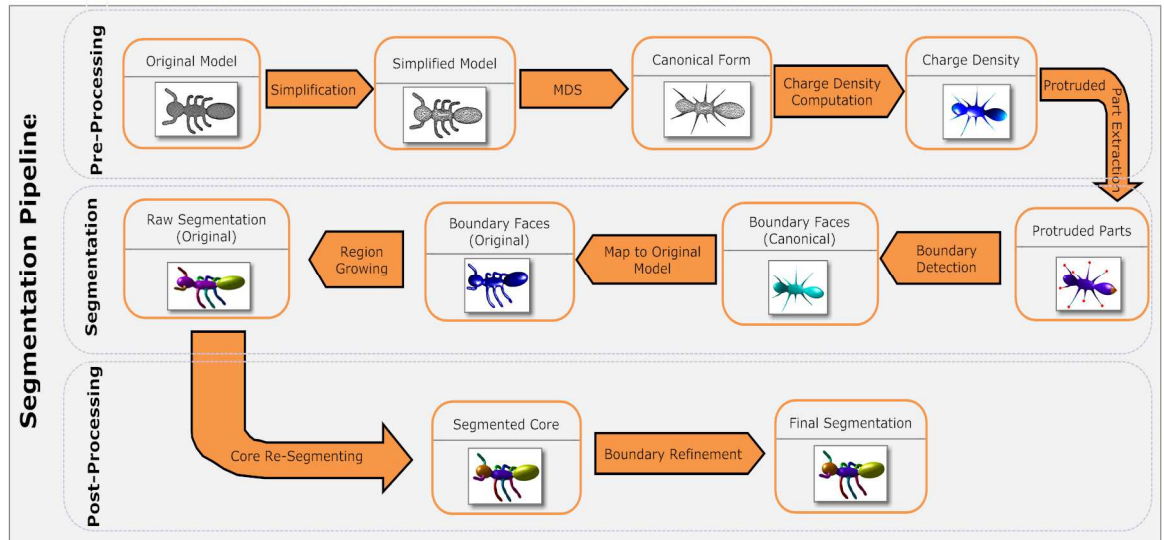 Segmentation Pipeline
Pre-Processing
Original Model
Simplification
Simplified Model
MDS
Canonical Form
Charge Density
Computation
Charge Density
Protruded
Part Extraction
Segmentation
Raw Segmentation
(Original)
Region
Growing
Boundary Faces
(Original)
Map to Original
Model
Boundary Faces
(Canonical)
Boundary
Detection
Protruded Parts
Post-Processing
Core Re-Segmenting
Segmented Core
Boundary Refinement
Final Segmentation